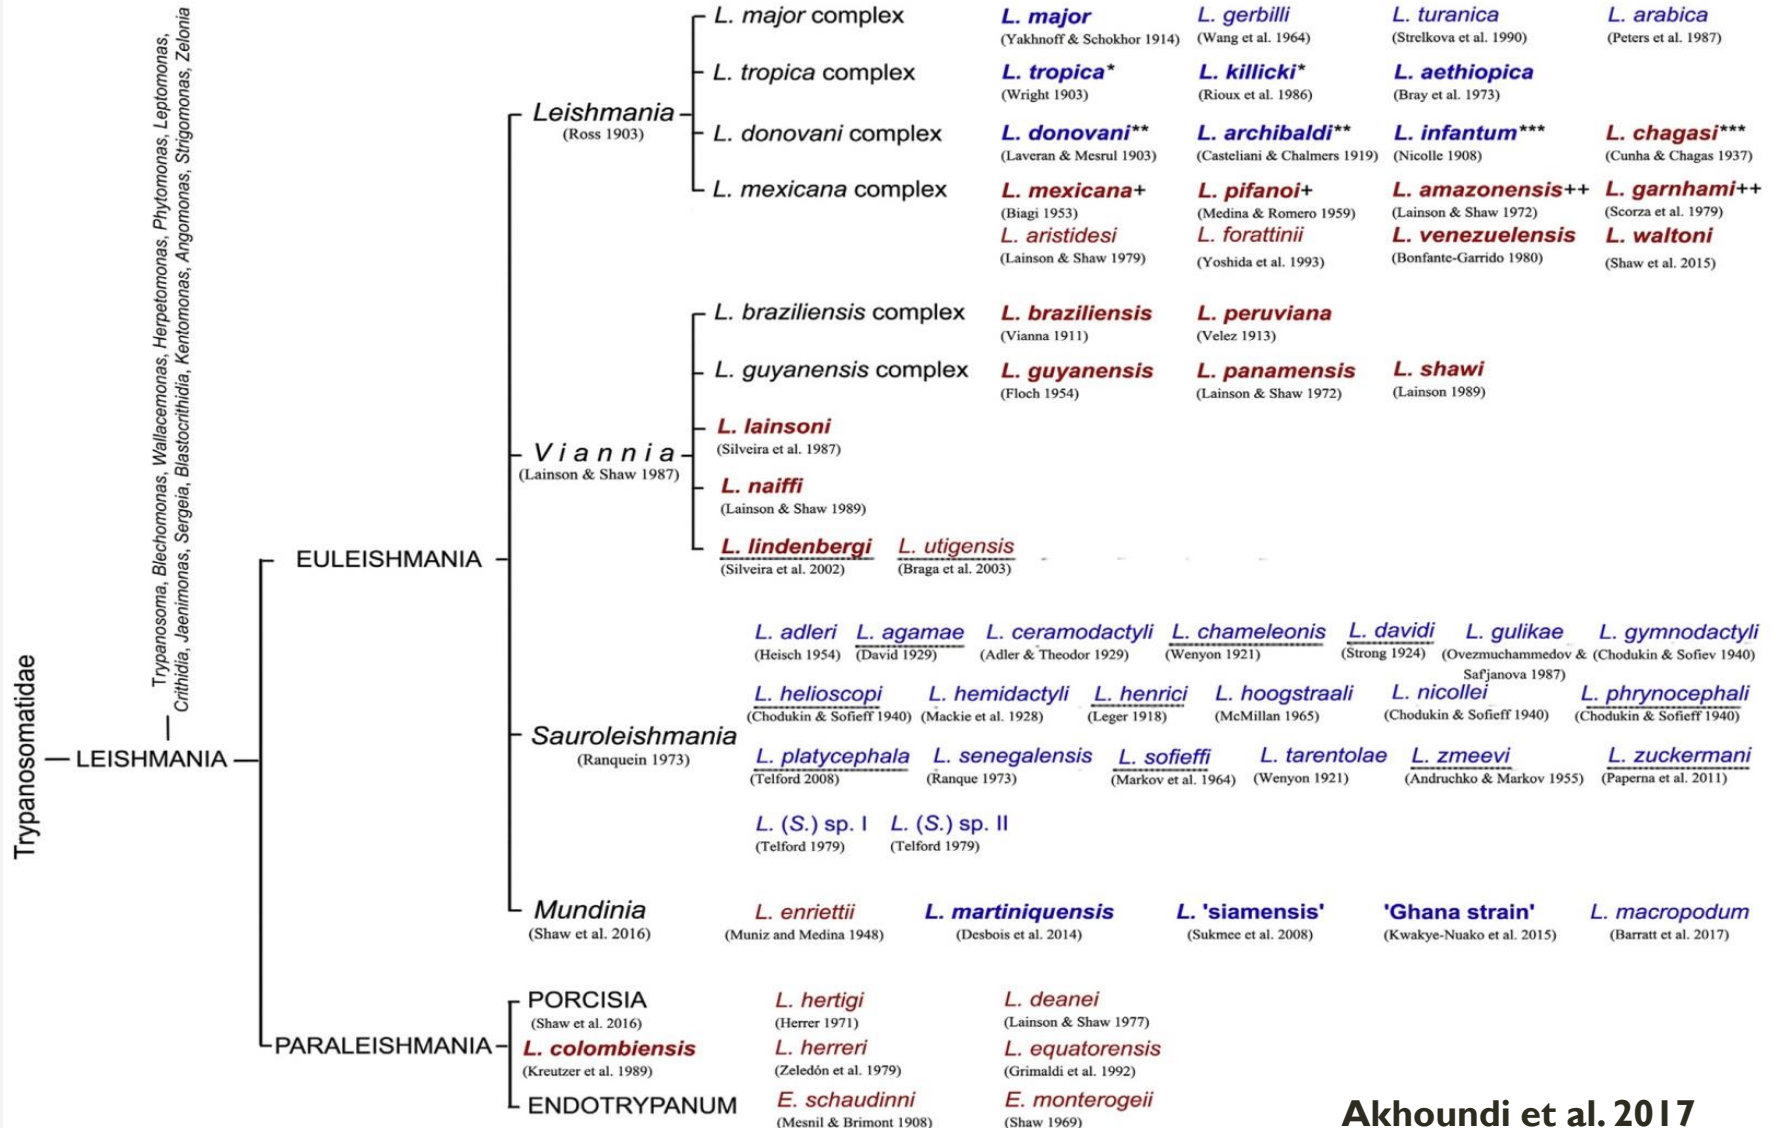 Trypanosomatidae
LEISHMANIA
Trypanosoma, Blechomonas, Wallacemonas, Herpetomonas, Phytomonas, Leptomonas,
Crithidia, Jaenimonas, Sergeia, Blastocrithidia, Kentomonas, Angomonas, Strigomonas, Zelonia
EULEISHMANIA
Leishmania
(Ross 1903)
L. major complex L. major L. gerbilli L. turanica L. arabica
(Yakhnoff & Schokhor 1914) (Wang et al. 1964) (Strelkova et al. 1990) (Peters et al. 1987)
L. tropica complex L. tropica* L. killicki* L. aethiopica
(Wright 1903) (Rioux et al. 1986) (Bray et al. 1973)
L. donovani complex L. donovani** L. archibaldi** L. infantum*** L. chagasi***
(Laveran & Mesrul 1903) (Casteliani & Chalmers 1919) (Nicolle 1908) (Cunha & Chagas 1937)
L. mexicana complex L. mexicana+ L. pifanoi+ L. amazonensis++ L. garnhami++
(Biagi 1953) (Medina & Romero 1959) (Lainson & Shaw 1972) (Scorza et al. 1979)
L. aristidesi L. forattinii L. venezuelensis L. waltoni
(Lainson & Shaw 1979) (Yoshida et al. 1993) (Bonfante-Garrido 1980) (Shaw et al. 2015)
Viannia
(Lainson & Shaw 1987)
L. braziliensis complex L. braziliensis L. peruviana
(Vianna 1911) (Velez 1913)
L. guyanensis complex L. guyanensis L. panamensis L. shawi
(Floch 1954) (Lainson & Shaw 1972) (Lainson 1989)
L. lainsoni
(Silveira et al. 1987)
L. naiffi
(Lainson & Shaw 1989)
L. lindenbergi L. utigensis
(Silveira et al. 2002) (Braga et al. 2003)
Sauroleishmania
(Ranquein 1973)
L. adleri L. agamae L. ceramodactyli L. chameleonis L. davidi L. gulikae L. gymnodactyli
(Heisch 1954) (David 1929) (Adler & Theodor 1929) (Wenyon 1921) (Strong 1924) (Ovezmuchammedov & (Chodukin & Sofiev 1940)
Saf'janova 1987)
L. helioscopi L. hemidactyli L. henrici L. hoogstraali L. nicollei L. phrynocephali
(Chodukin & Sofieff 1940) (Mackie et al. 1928) (Leger 1918) (McMillan 1965) (Chodukin & Sofieff 1940) (Chodukin & Sofieff 1940)
L. platycephala L. senegalensis L. sofieffi L. tarentolae L. zmeevi L. zuckermani
(Telford 2008) (Ranque 1973) (Markov et al. 1964) (Wenyon 1921) (Andruchko & Markov 1955) (Paperna et al. 2011)
L. (S.) sp. I L. (S.) sp. II
(Telford 1979) (Telford 1979)
Mundinia L. enriettii L. martiniquensis L. 'siamensis' 'Ghana strain' L. macropodum
(Shaw et al. 2016) (Muniz and Medina 1948) (Desbois et al. 2014) (Sukmee et al. 2008) (Kwakye-Nuako et al. 2015) (Barratt et al. 2017)
PARALEISHMANIA
PORCISIA L. hertigi L. deanei
(Shaw et al. 2016) (Herrer 1971) (Lainson & Shaw 1977)
L. colombiensis L. herreri L. equatorensis
(Kreutzer et al. 1989) (Zeledón et al. 1979) (Grimaldi et al. 1992)
ENDOTRYPANUM E. schaudinni E. monterogeii
(Mesnil & Brimont 1908) (Shaw 1969)
Akhoundi et al. 2017